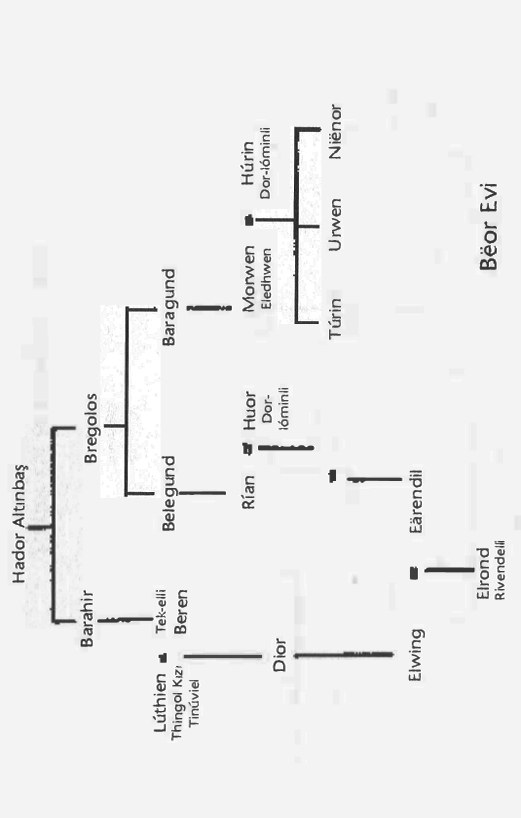 Hador Altınbaş
Barahir
Bregolos
Tek-elli
Beren
Belegund
Baragund
Lúthien
Thingol Kızı
Tinúviel
Rían
Huor
Dor-
lóminli
Morwen
Eledhwen
Húrin
Dor-lóminli
Dior
Túrin
Urwen
Niënor
Elwing
Eärendil
Elrond
Rivendelli
Bëor Evi